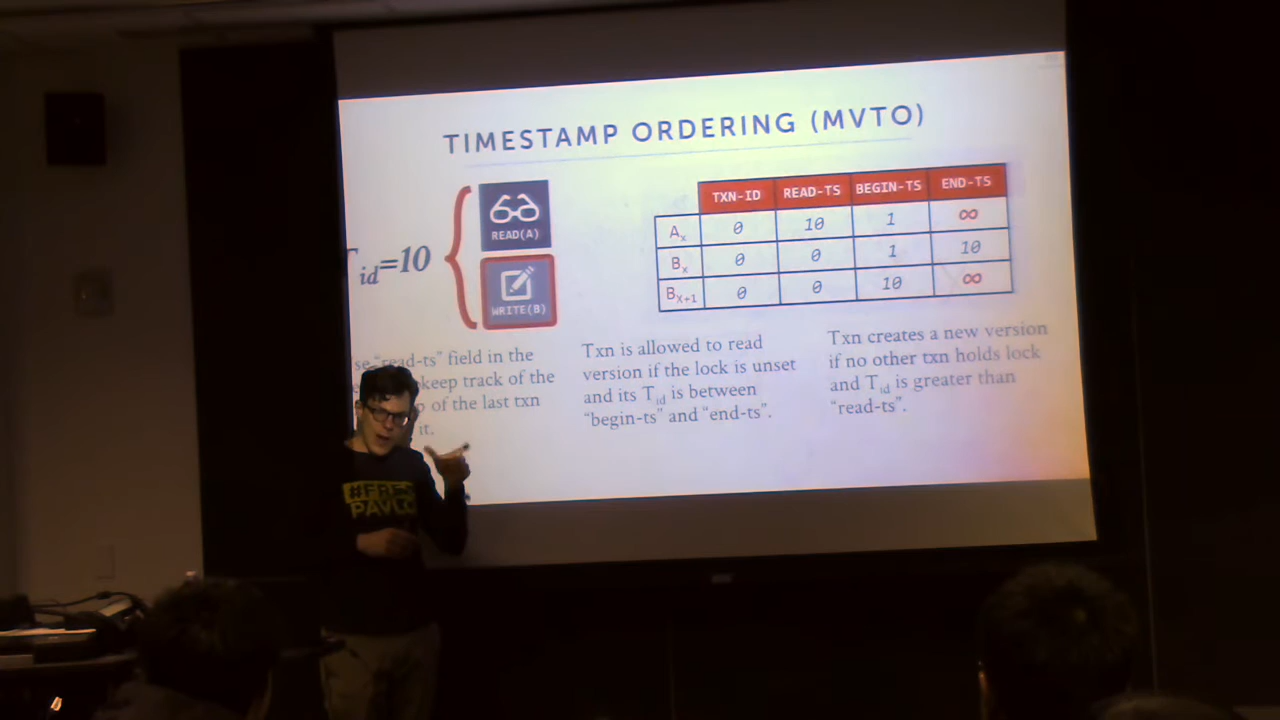 TIMESTAMP ORDERING (MVTO)
id=10
READ(A)
WRITE(B)
TXN-ID READ-TS BEGIN-TS END-TS
Ax 0 10 1 ∞
Bx 0 0 1 10
BX+1 0 0 10 ∞
"read-ts" field in the
keep track of the
of the last txn
it.
Txn is allowed to read
version if the lock is unset
and its Tid is between
"begin-ts" and "end-ts".
Txn creates a new version
if no other txn holds lock
and Tid is greater than
"read-ts".
#FREE
PAVLO